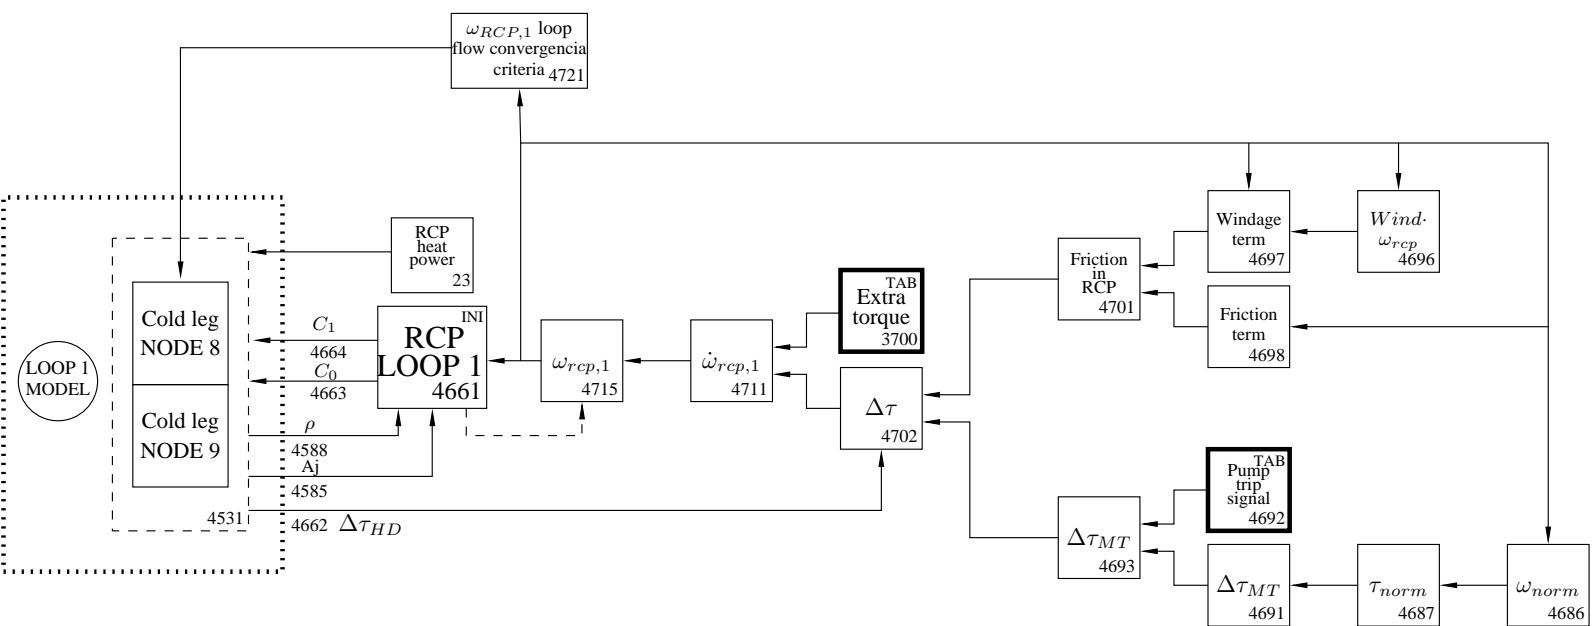 ω_{RCP,1} loop
flow convergencia
criteria
4721
RCP
heat
power
23
Cold leg
NODE 8
Cold leg
NODE 9
4531
LOOP 1
MODEL
C_1
4664
C_0
4663
ρ
4588
Aj
4585
4662 Δτ_{HD}
INI
RCP
LOOP 1
4661
ω_{rcp,1}
4715
ω̇_{rcp,1}
4711
TAB
Extra
torque
3700
Δτ
4702
Friction
in
RCP
4701
Windage
term
4697
Wind·
ω_{rcp}
4696
Friction
term
4698
TAB
Pump
trip
signal
4692
Δτ_{MT}
4693
Δτ_{MT}
4691
τ_{norm}
4687
ω_{norm}
4686